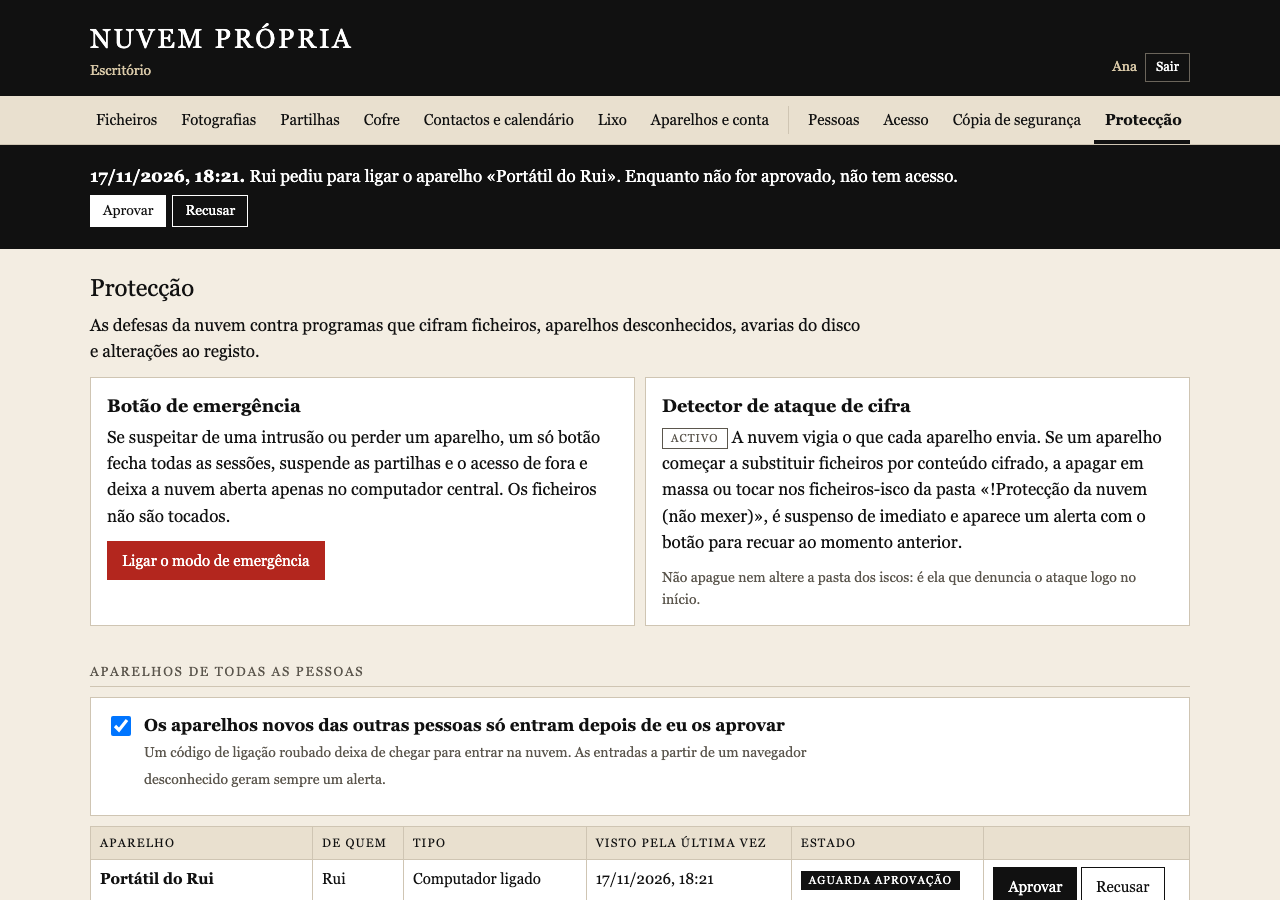 NUVEM PRÓPRIA
Escritório
Ana
Sair
Ficheiros
Fotografias
Partilhas
Cofre
Contactos e calendário
Lixo
Aparelhos e conta
Pessoas
Acesso
Cópia de segurança
Protecção
17/11/2026, 18:21. Rui pediu para ligar o aparelho «Portátil do Rui». Enquanto não for aprovado, não tem acesso.
Aprovar
Recusar
Protecção
As defesas da nuvem contra programas que cifram ficheiros, aparelhos desconhecidos, avarias do disco
e alterações ao registo.
Botão de emergência
Se suspeitar de uma intrusão ou perder um aparelho, um só botão
fecha todas as sessões, suspende as partilhas e o acesso de fora e
deixa a nuvem aberta apenas no computador central. Os ficheiros
não são tocados.
Ligar o modo de emergência
Detector de ataque de cifra
ACTIVO A nuvem vigia o que cada aparelho envia. Se um aparelho
começar a substituir ficheiros por conteúdo cifrado, a apagar em
massa ou tocar nos ficheiros-isco da pasta «!Protecção da nuvem
(não mexer)», é suspenso de imediato e aparece um alerta com o
botão para recuar ao momento anterior.
Não apague nem altere a pasta dos iscos: é ela que denuncia o ataque logo no
início.
APARELHOS DE TODAS AS PESSOAS
Os aparelhos novos das outras pessoas só entram depois de eu os aprovar
Um código de ligação roubado deixa de chegar para entrar na nuvem. As entradas a partir de um navegador
desconhecido geram sempre um alerta.
APARELHO
DE QUEM
TIPO
VISTO PELA ÚLTIMA VEZ
ESTADO
Portátil do Rui
Rui
Computador ligado
17/11/2026, 18:21
AGUARDA APROVAÇÃO
Aprovar
Recusar